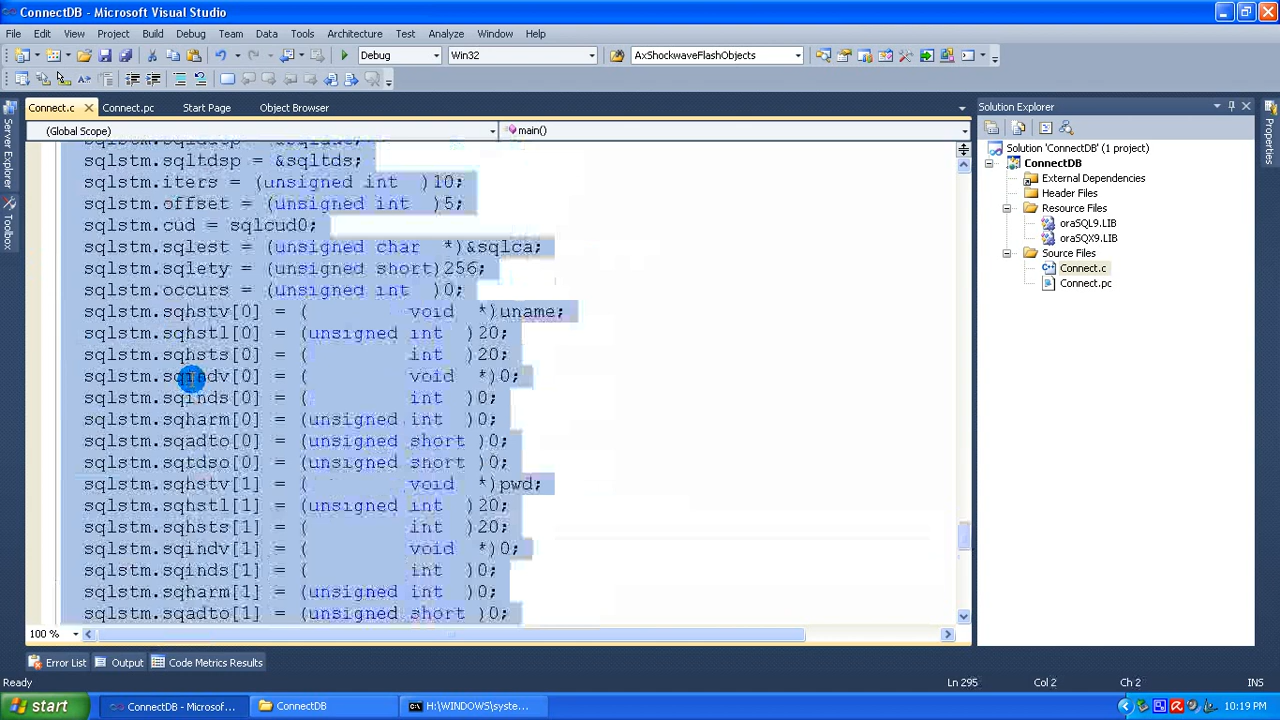 ConnectDB - Microsoft Visual Studio
File Edit View Project Build Debug Team Data Tools Architecture Test Analyze Window Help
Debug Win32 AxShockwaveFlashObjects
Connect.c Connect.pc Start Page Object Browser
(Global Scope) main()
sqlstm.sqltdsp = &sqltds;
sqlstm.iters = (unsigned int )10;
sqlstm.offset = (unsigned int )5;
sqlstm.cud = sqlcud0;
sqlstm.sqlest = (unsigned char *)&sqlca;
sqlstm.sqlety = (unsigned short)256;
sqlstm.occurs = (unsigned int )0;
sqlstm.sqhstv[0] = ( void *)uname;
sqlstm.sqhstl[0] = (unsigned int )20;
sqlstm.sqhsts[0] = ( int )20;
sqlstm.sqindv[0] = ( void *)0;
sqlstm.sqinds[0] = ( int )0;
sqlstm.sqharm[0] = (unsigned int )0;
sqlstm.sqadto[0] = (unsigned short )0;
sqlstm.sqtdso[0] = (unsigned short )0;
sqlstm.sqhstv[1] = ( void *)pwd;
sqlstm.sqhstl[1] = (unsigned int )20;
sqlstm.sqhsts[1] = ( int )20;
sqlstm.sqindv[1] = ( void *)0;
sqlstm.sqinds[1] = ( int )0;
sqlstm.sqharm[1] = (unsigned int )0;
sqlstm.sqadto[1] = (unsigned short )0;
100 %
Server Explorer
Toolbox
Solution Explorer
Solution 'ConnectDB' (1 project)
ConnectDB
External Dependencies
Header Files
Resource Files
oraSQL9.LIB
oraSQX9.LIB
Source Files
Connect.c
Connect.pc
Properties
Error List Output Code Metrics Results
Ready Ln 295 Col 2 Ch 2 INS
start ConnectDB - Microsof... ConnectDB H:\WINDOWS\syste... 10:19 PM